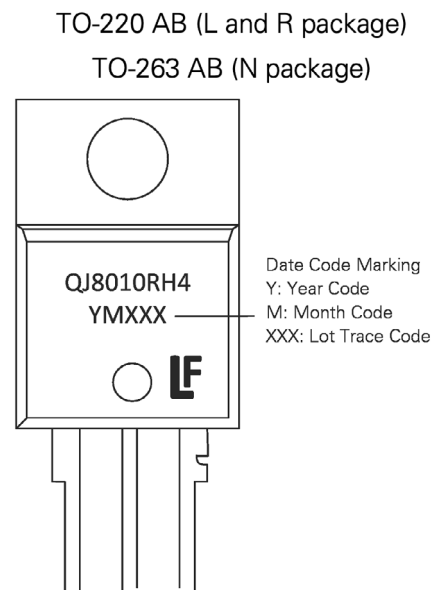 TO-220 AB (L and R package)
TO-263 AB (N package)
QJ8010RH4
YMXXX
LF
Date Code Marking
Y: Year Code
M: Month Code
XXX: Lot Trace Code